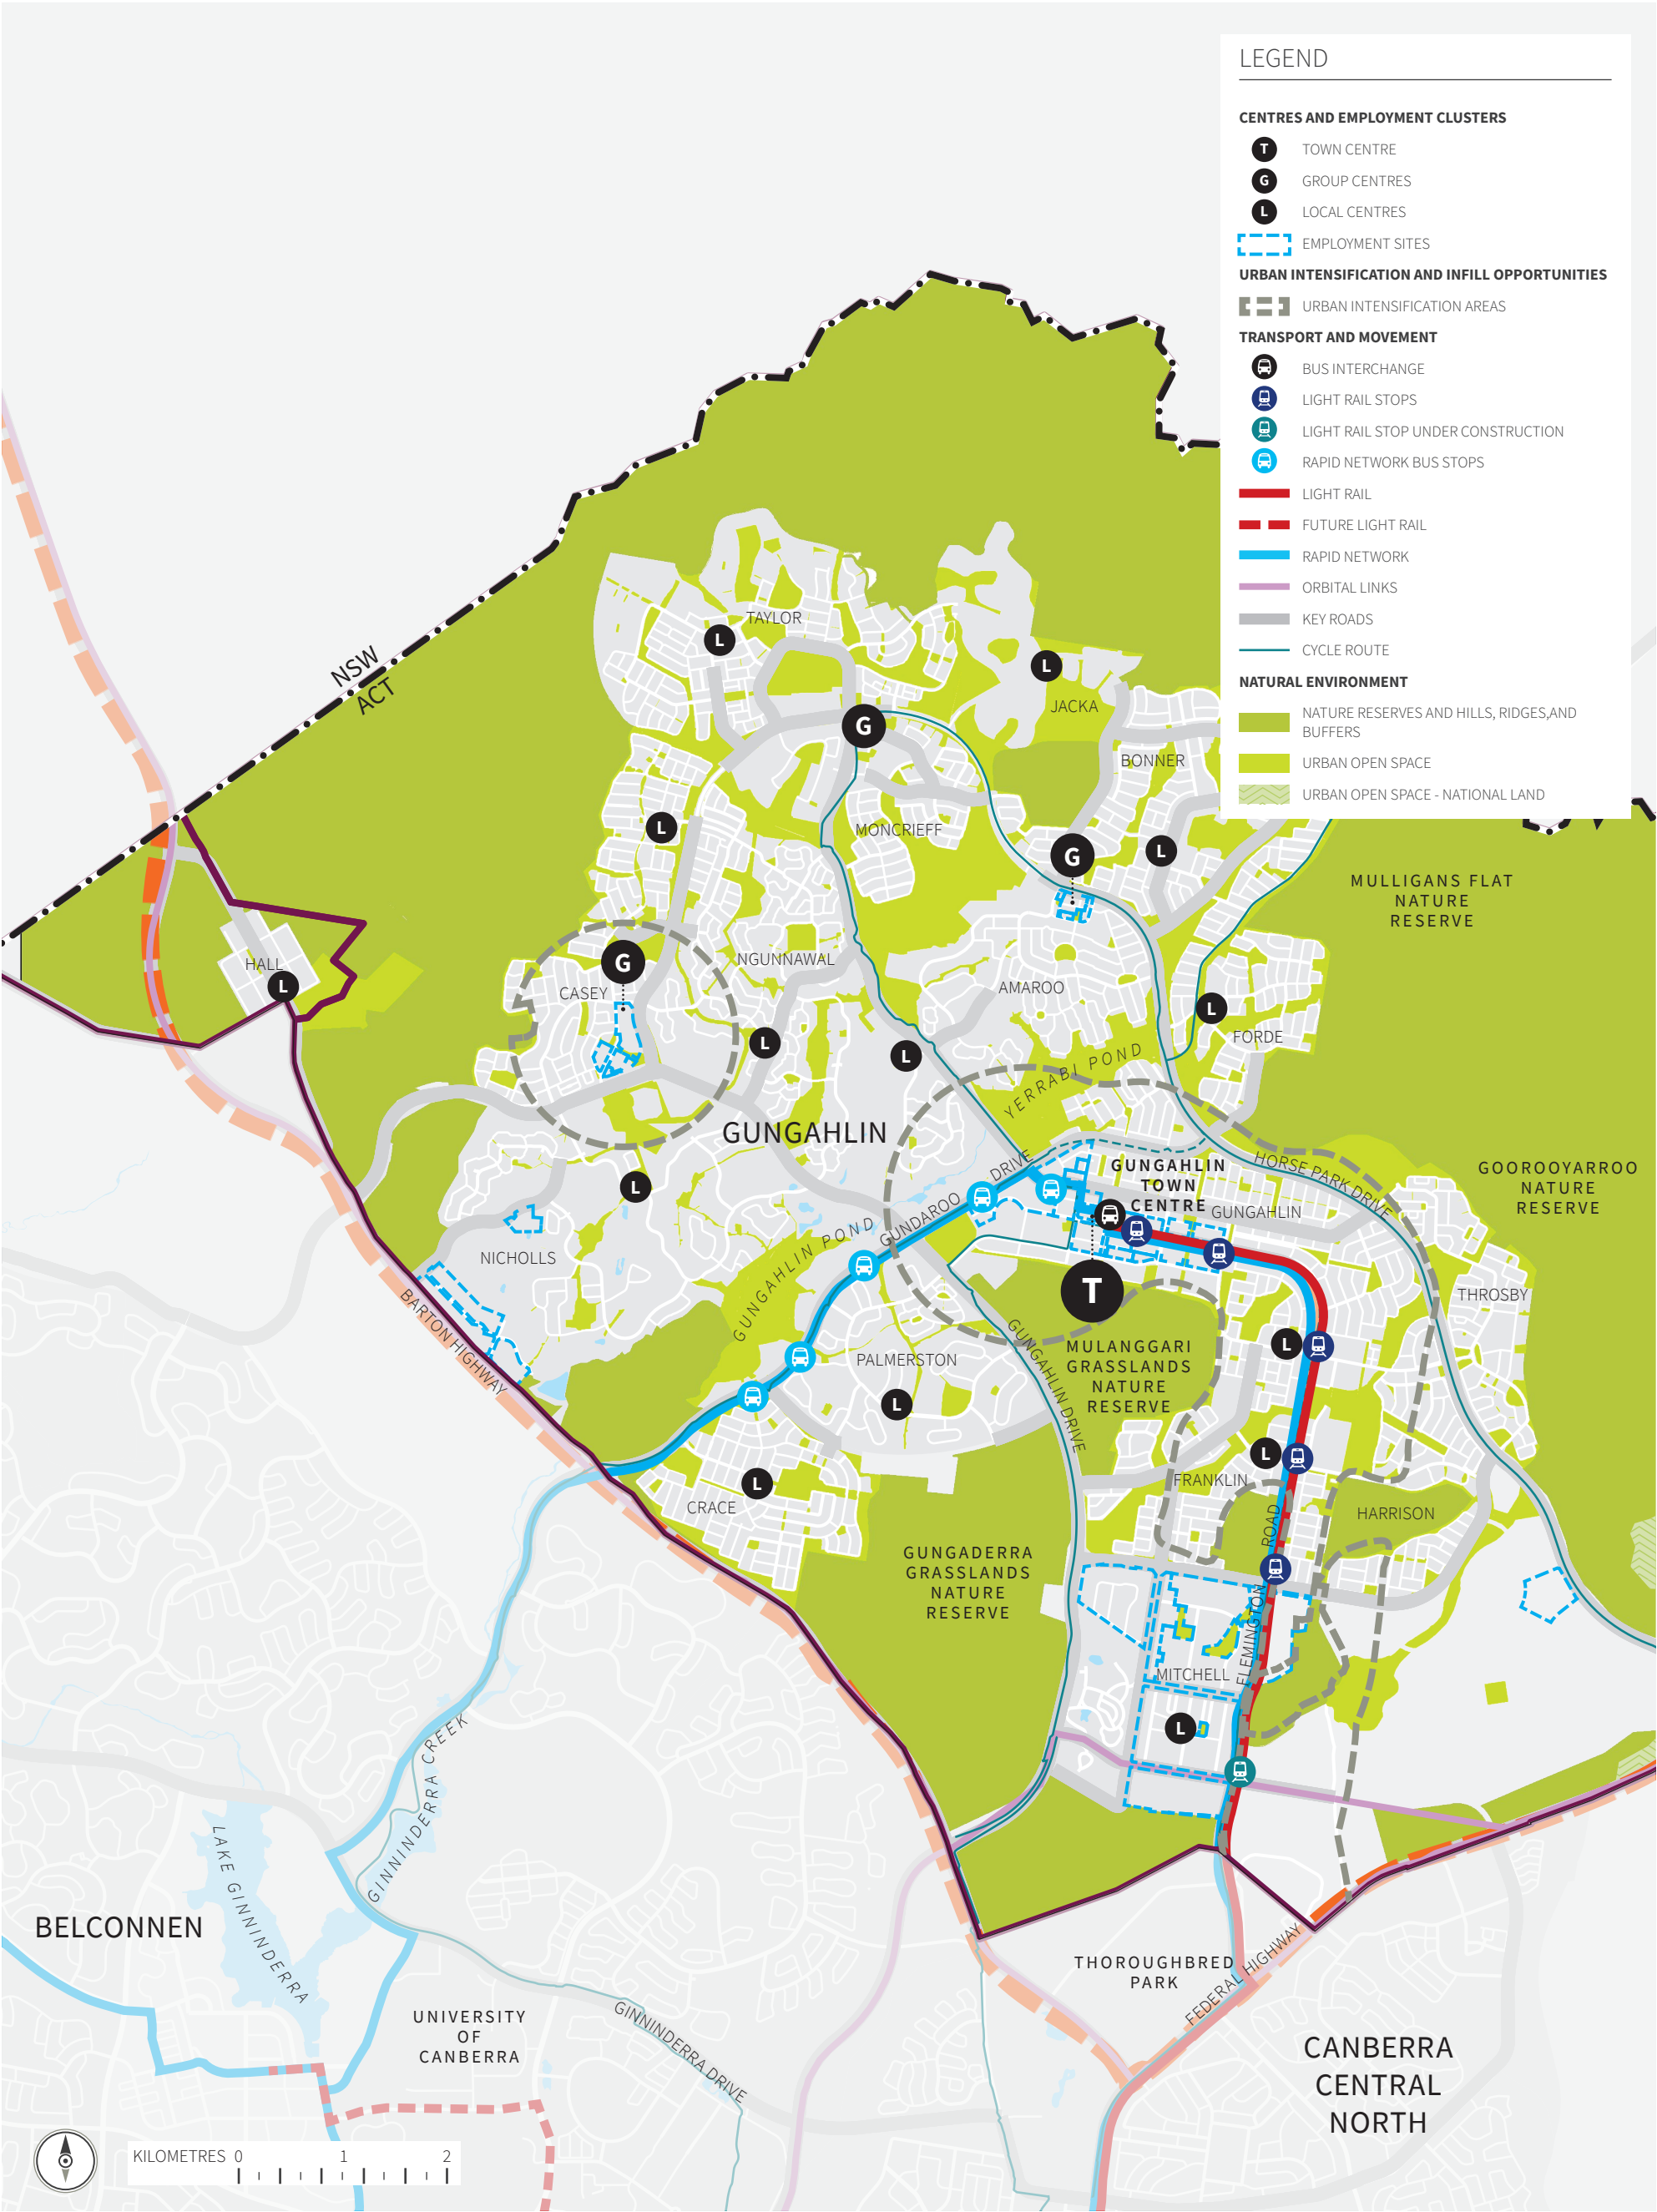 LEGEND
CENTRES AND EMPLOYMENT CLUSTERS
T TOWN CENTRE
G GROUP CENTRES
L LOCAL CENTRES
EMPLOYMENT SITES
URBAN INTENSIFICATION AND INFILL OPPORTUNITIES
URBAN INTENSIFICATION AREAS
TRANSPORT AND MOVEMENT
BUS INTERCHANGE
LIGHT RAIL STOPS
LIGHT RAIL STOP UNDER CONSTRUCTION
RAPID NETWORK BUS STOPS
LIGHT RAIL
FUTURE LIGHT RAIL
RAPID NETWORK
ORBITAL LINKS
KEY ROADS
CYCLE ROUTE
NATURAL ENVIRONMENT
NATURE RESERVES AND HILLS, RIDGES,AND
BUFFERS
URBAN OPEN SPACE
URBAN OPEN SPACE - NATIONAL LAND
NSW
ACT
TAYLOR
L
L
JACKA
G
BONNER
L
MONCRIEFF
G
L
MULLIGANS FLAT
NATURE
RESERVE
HALL
L
G
CASEY
NGUNNAWAL
AMAROO
L
FORDE
L
L
YERRABI POND
GUNGAHLIN
L
GUNDAROO DRIVE
GUNGAHLIN
TOWN
CENTRE
GUNGAHLIN
HORSE PARK DRIVE
GOOROOYARROO
NATURE
RESERVE
NICHOLLS
GUNGAHLIN POND
T
THROSBY
BARTON HIGHWAY
GUNGAHLIN DRIVE
MULANGGARI
GRASSLANDS
NATURE
RESERVE
L
PALMERSTON
L
L
FRANKLIN
L
CRACE
HARRISON
FLEMINGTON ROAD
GUNGADERRA
GRASSLANDS
NATURE
RESERVE
MITCHELL
L
GINNINDERRA CREEK
LAKE GINNINDERRA
BELCONNEN
THOROUGHBRED
PARK
FEDERAL HIGHWAY
UNIVERSITY
OF
CANBERRA
GINNINDERRA DRIVE
CANBERRA
CENTRAL
NORTH
KILOMETRES 0 1 2